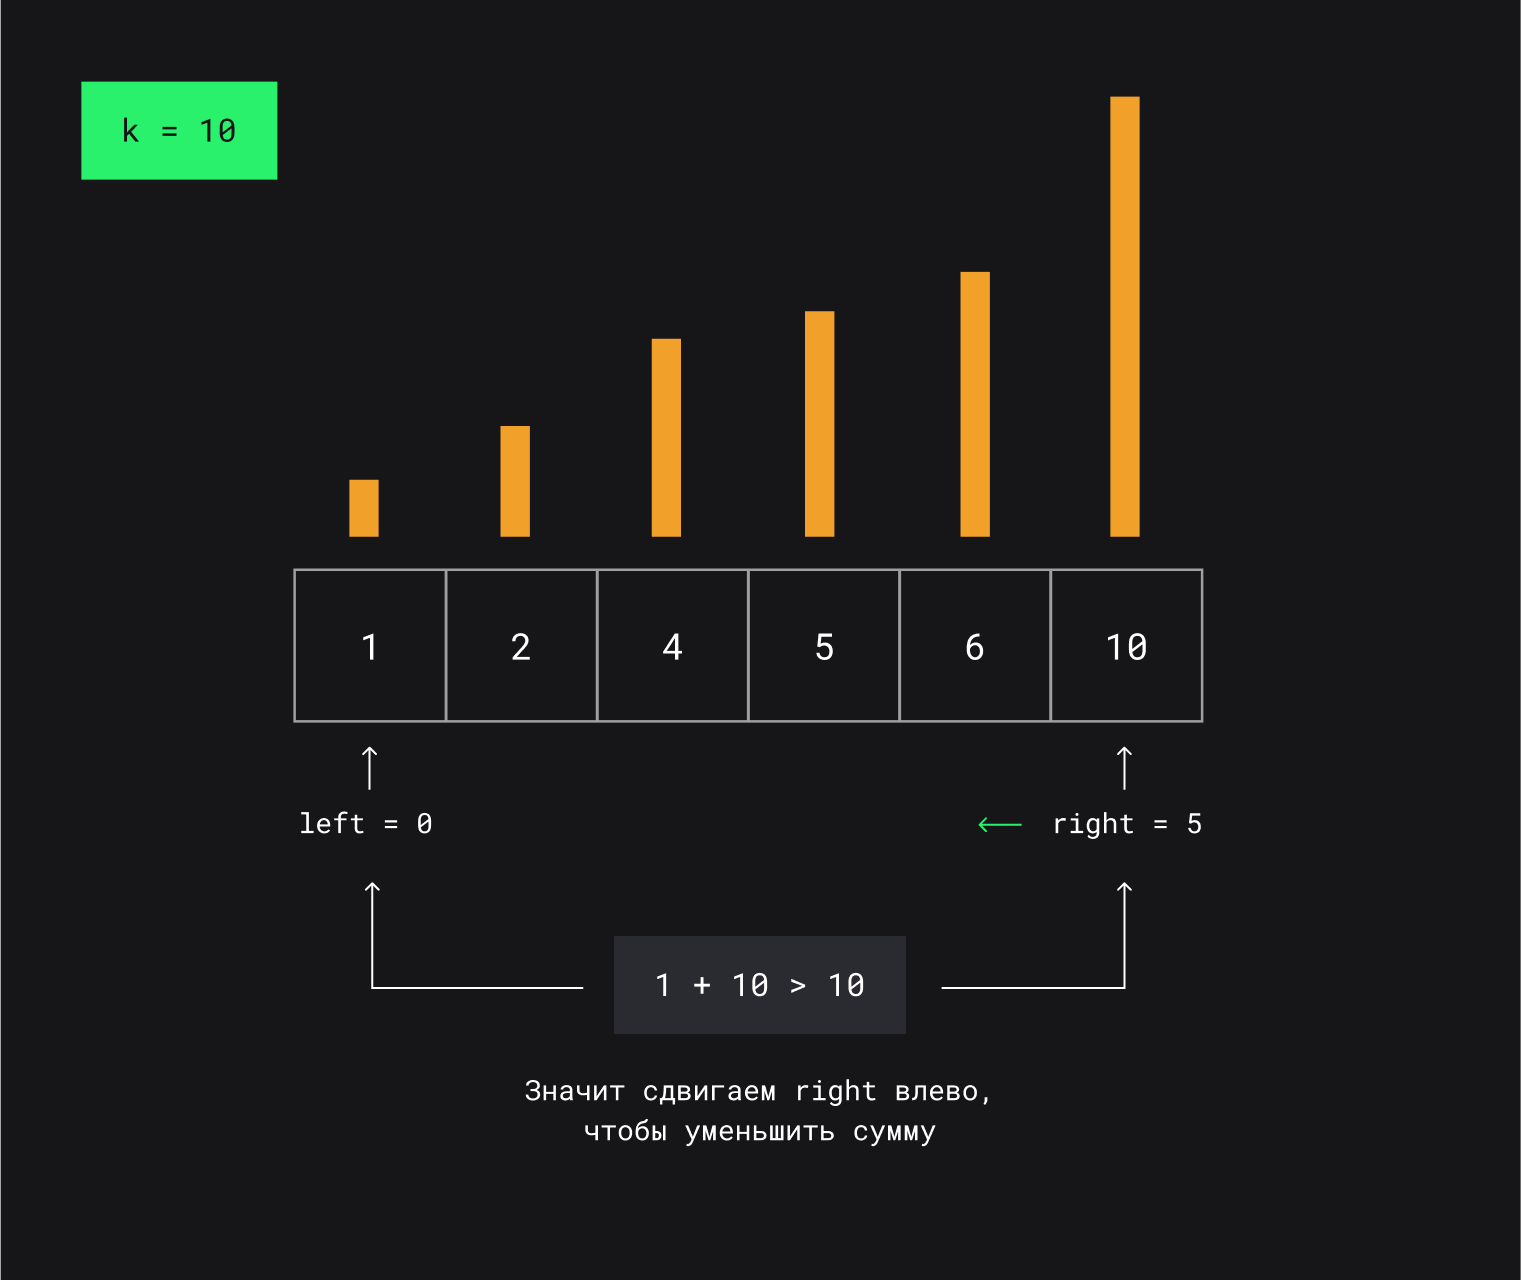 k = 10
1 2 4 5 6 10
left = 0 right = 5
1 + 10 > 10
Значит сдвигаем right влево,
чтобы уменьшить сумму